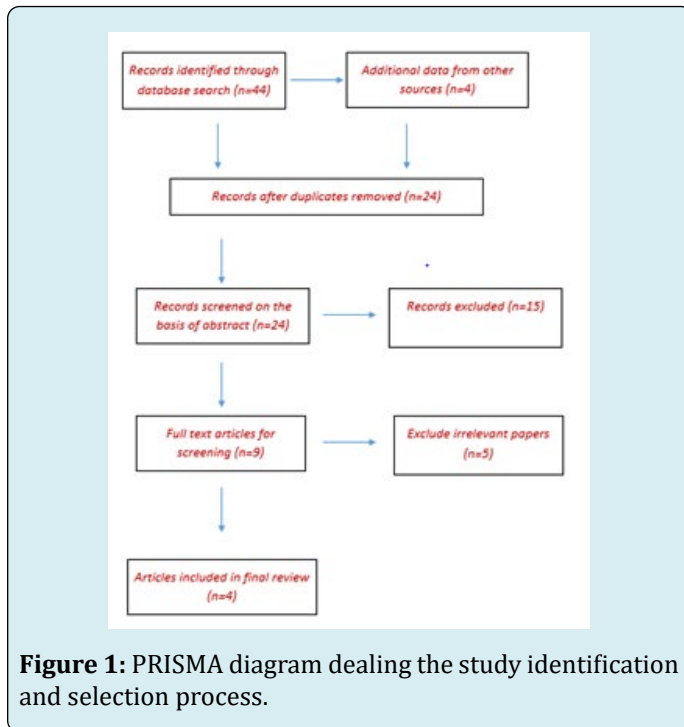 Records identified through
database search (n=44)
Additional data from other
sources (n=4)
Records after duplicates removed (n=24)
Records screened on the
basis of abstract (n=24)
Records excluded (n=15)
Full text articles for
screening (n=9)
Exclude irrelevant papers
(n=5)
Articles included in final review
(n=4)
Figure 1: PRISMA diagram dealing the study identification
and selection process.